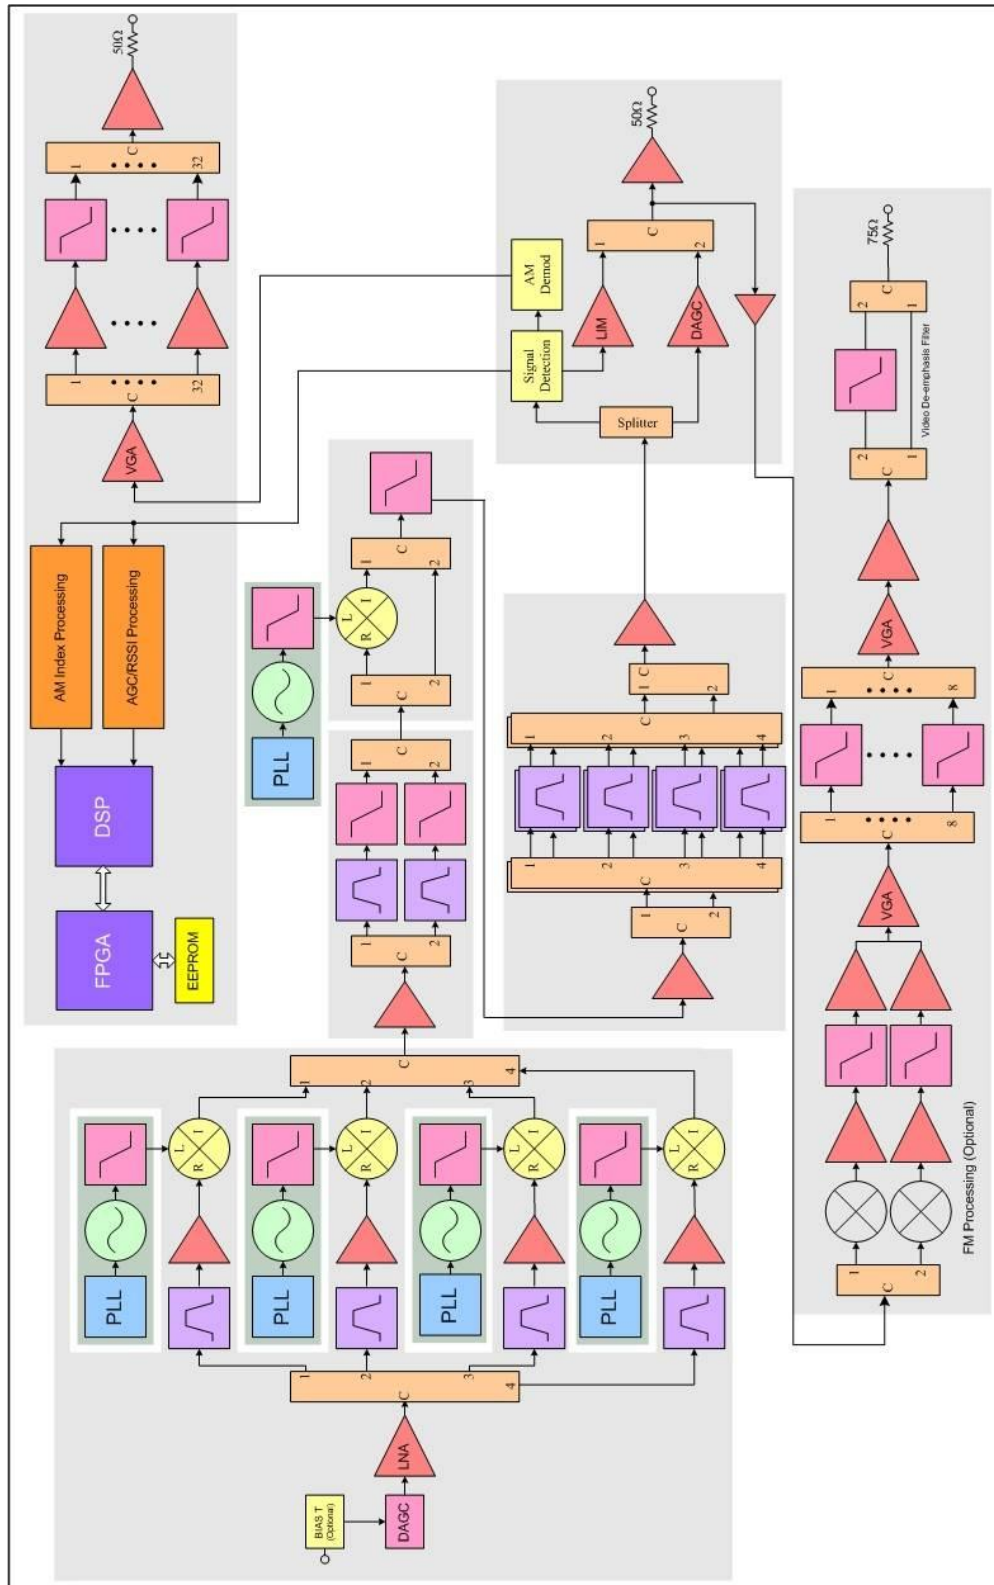 BIAS T
(Optional)
DAGC
LNA
C
1
2
3
4
PLL
R
L
PLL
R
L
I
PLL
R
L
I
PLL
R
L
I
1
2
3
4
C
C
1
2
1
2
C
C
1
2
PLL
R
L
I
1
2
C
FPGA
DSP
EEPROM
AM Index Processing
AGC/RSSI Processing
VGA
C
1
32
1
32
C
50Ω
C
1
2
C
1
2
3
4
1
2
3
4
C
1
2
C
Splitter
Signal
Detection
AM
Demod
LIM
DAGC
1
2
C
50Ω
C
1
2
FM Processing (Optional)
VGA
C
1
8
1
8
C
VGA
C
2
1
Video De-emphasis Filter
2
1
C
75Ω